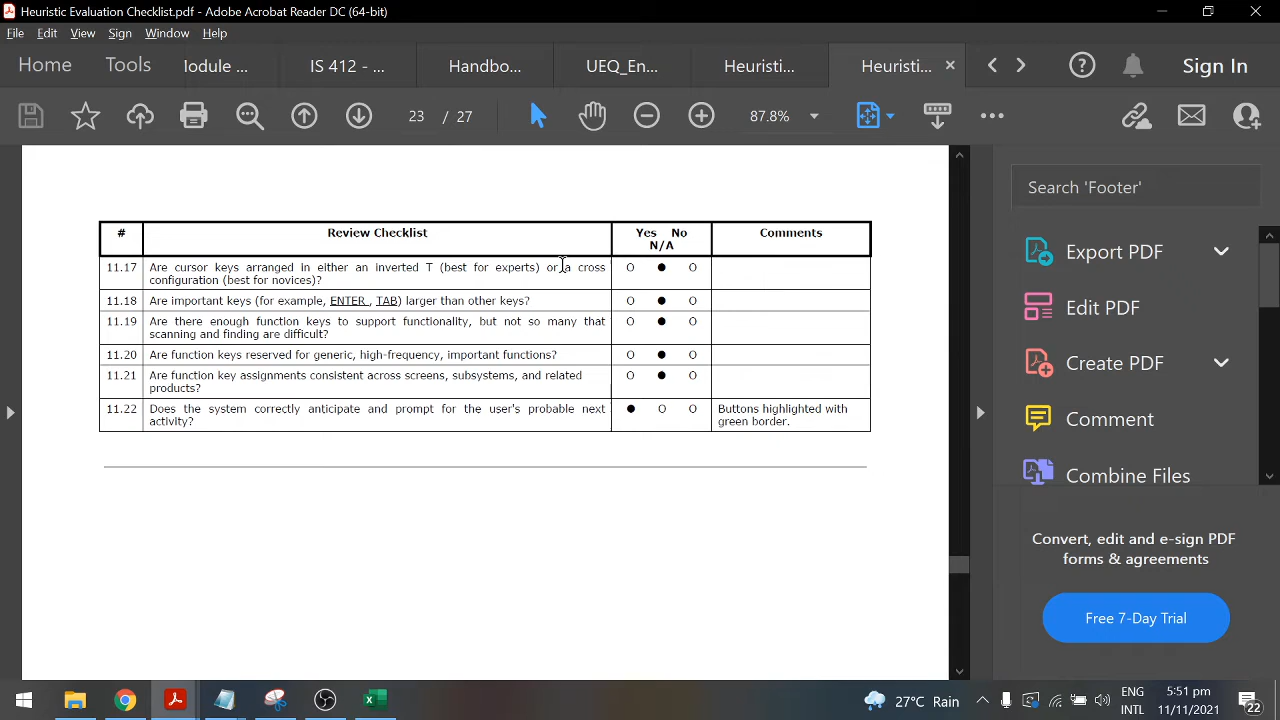 Heuristic Evaluation Checklist.pdf - Adobe Acrobat Reader DC (64-bit)
File Edit View Sign Window Help
Home Tools lodule ... IS 412 - ... Handbo... UEQ_En... Heuristi... Heuristi... Sign In
23 / 27 87.8%
Search 'Footer'
Export PDF
Edit PDF
Create PDF
Comment
Combine Files
Convert, edit and e-sign PDF
forms & agreements
Free 7-Day Trial
# Review Checklist Yes No Comments
N/A
11.17 Are cursor keys arranged in either an inverted T (best for experts) or a cross O ● O
configuration (best for novices)?
11.18 Are important keys (for example, ENTER , TAB) larger than other keys? O ● O
11.19 Are there enough function keys to support functionality, but not so many that O ● O
scanning and finding are difficult?
11.20 Are function keys reserved for generic, high-frequency, important functions? O ● O
11.21 Are function key assignments consistent across screens, subsystems, and related O ● O
products?
11.22 Does the system correctly anticipate and prompt for the user's probable next ● O O Buttons highlighted with
activity? green border.
27°C Rain ENG 5:51 pm
INTL 11/11/2021 22